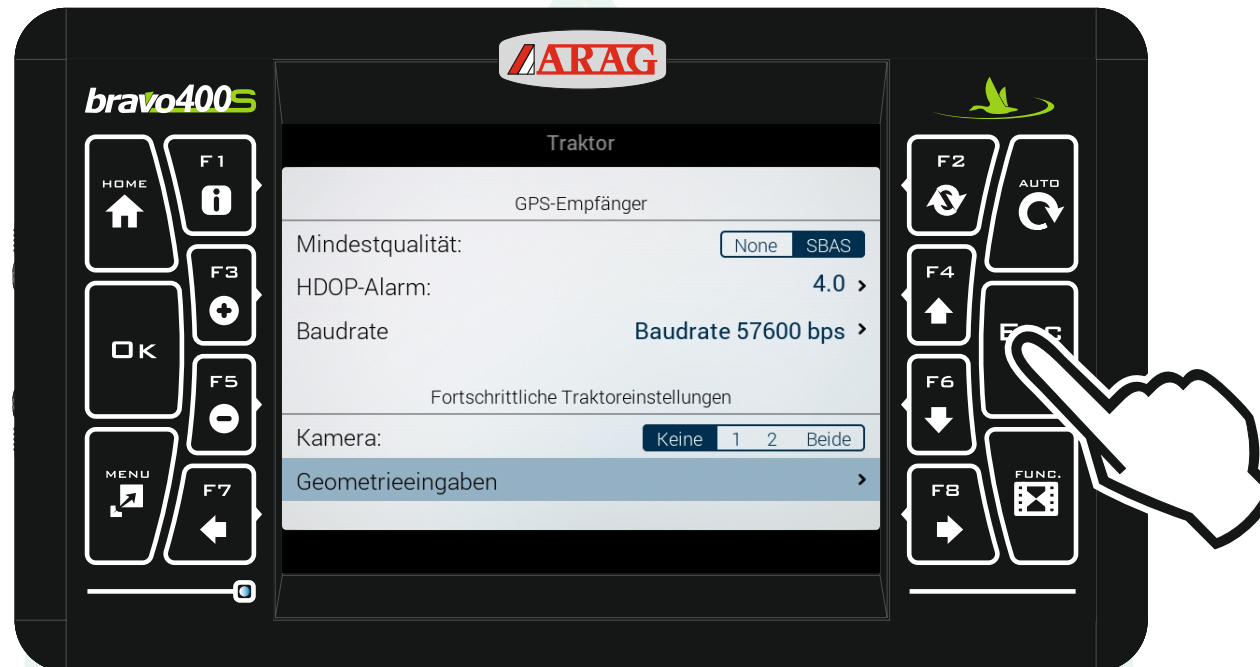 ARAG
bravo400S
Traktor
HOME
F1
F3
OK
F5
MENU
F7
GPS-Empfänger
Mindestqualität: None SBAS
HDOP-Alarm: 4.0
Baudrate Baudrate 57600 bps
Fortschrittliche Traktoreinstellungen
Kamera: Keine 1 2 Beide
Geometrieeingaben
F2
AUTO
F4
F6
FUNC.
F8